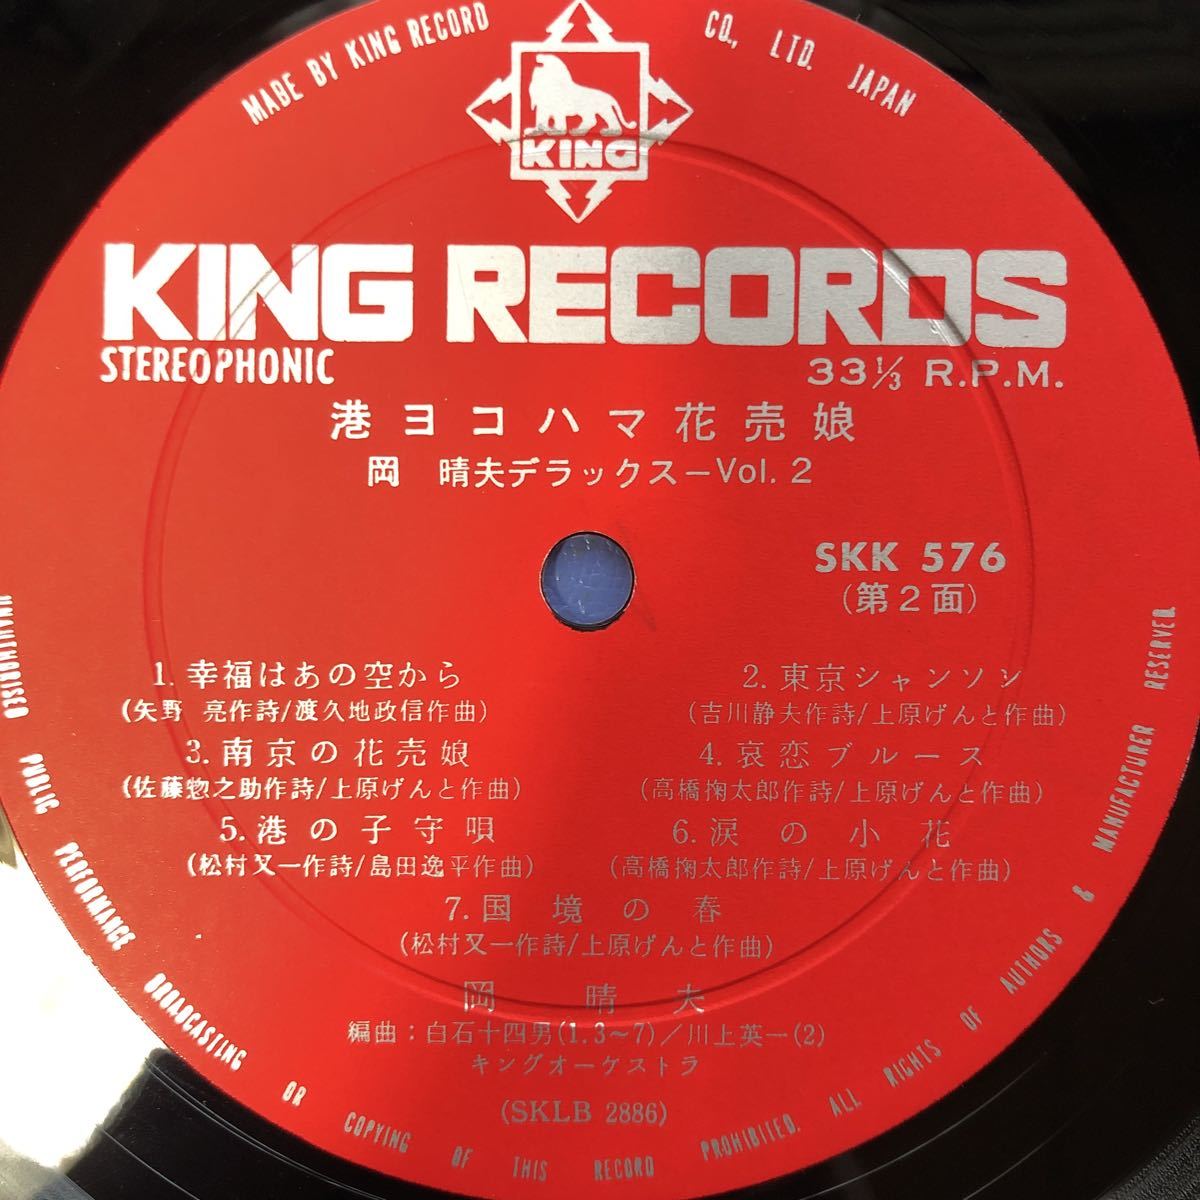 MADE BY KING RECORD CO., LTD. JAPAN
KING
KING RECORDS
STEREOPHONIC
33⅓ R.P.M.
港ヨコハマ花売娘
岡 晴夫デラックス－Vol. 2
SKK 576
(第2面)
1. 幸福はあの空から
(矢野 亮作詩/渡久地政信作曲)
2. 東京シャンソン
(吉川静夫作詩/上原げんと作曲)
3. 南京の花売娘
(佐藤惣之助作詩/上原げんと作曲)
4. 哀恋ブルース
(高橋掬太郎作詩/上原げんと作曲)
5. 港の子守唄
(松村又一作詩/島田逸平作曲)
6. 涙の小花
(高橋掬太郎作詩/上原げんと作曲)
7. 国境の春
(松村又一作詩/上原げんと作曲)
岡 晴夫
編曲：白石十四男(1.3～7)／川上英一(2)
キングオーケストラ
(SKLB 2886)
UNAUTHORISED PUBLIC PERFORMANCE BROADCASTING OR COPYING OF THIS RECORD PROHIBITED. ALL RIGHTS OF AUTHORS & MANUFACTURER RESERVED.